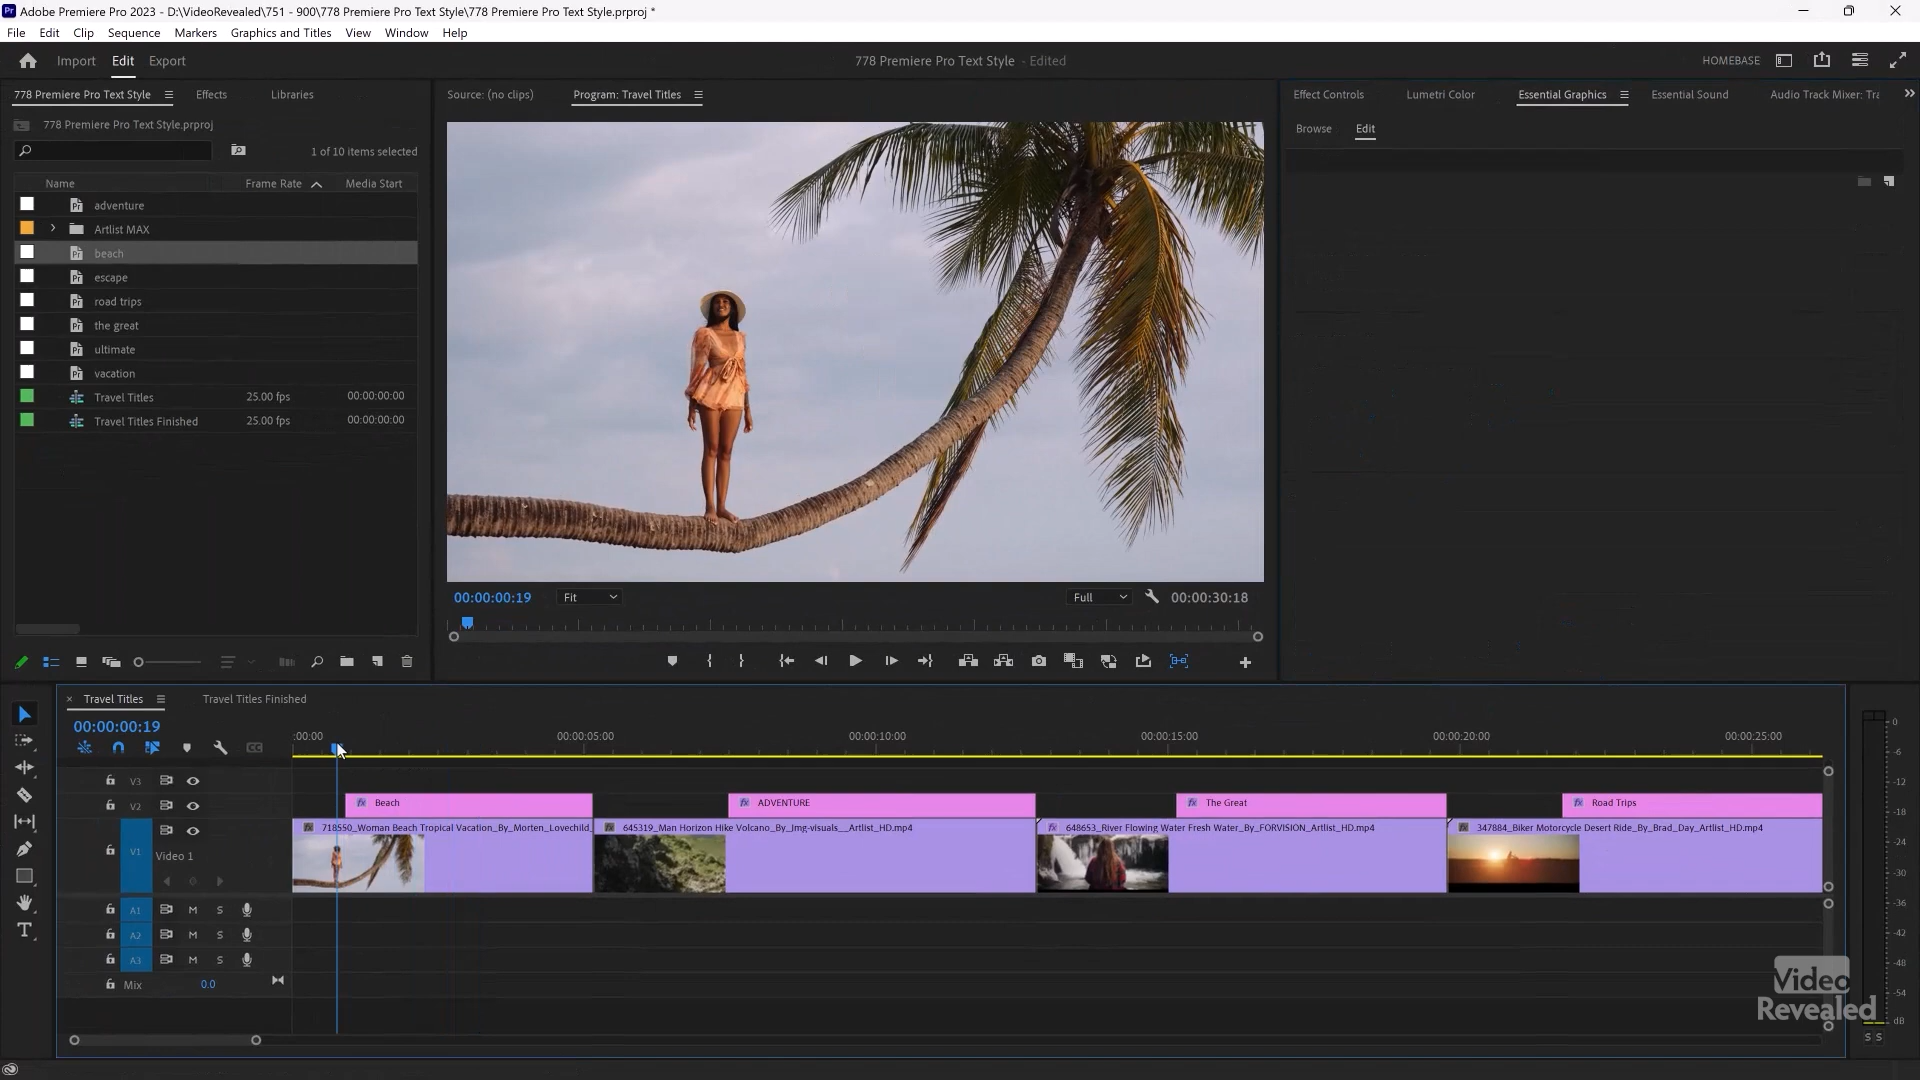 Adobe Premiere Pro 2023 - D:\VideoRevealed\751 - 900\778 Premiere Pro Text Style\778 Premiere Pro Text Style.prproj *
File Edit Clip Sequence Markers Graphics and Titles View Window Help
Import Edit Export
778 Premiere Pro Text Style - Edited
HOMEBASE
778 Premiere Pro Text Style Effects Libraries
Source: (no clips) Program: Travel Titles
Effect Controls Lumetri Color Essential Graphics Essential Sound Audio Track Mixer: Tra
778 Premiere Pro Text Style.prproj
Browse Edit
1 of 10 items selected
Name Frame Rate Media Start
adventure
Artlist MAX
beach
escape
road trips
the great
ultimate
vacation
Travel Titles 25.00 fps 00:00:00:00
Travel Titles Finished 25.00 fps 00:00:00:00
00:00:00:19 Fit Full 00:00:30:18
Travel Titles Travel Titles Finished
00:00:00:19
:00:00 00:00:05:00 00:00:10:00 00:00:15:00 00:00:20:00 00:00:25:00
V3
V2 fx Beach fx ADVENTURE fx The Great fx Road Trips
fx 718550_Woman Beach Tropical Vacation_By_Morten_Lovechild_ fx 645319_Man Horizon Hike Volcano_By_Jmg-visuals__Artlist_HD.mp4 fx 648653_River Flowing Water Fresh Water_By_FORVISION_Artlist_HD.mp4 fx 347884_Biker Motorcycle Desert Ride_By_Brad_Day_Artlist_HD.mp4
V1 Video 1
A1 M S
A2 M S
A3 M S
Mix 0.0
0
-6
-12
-18
-24
-30
-36
-42
-48
-54
dB
S S
Video
Revealed